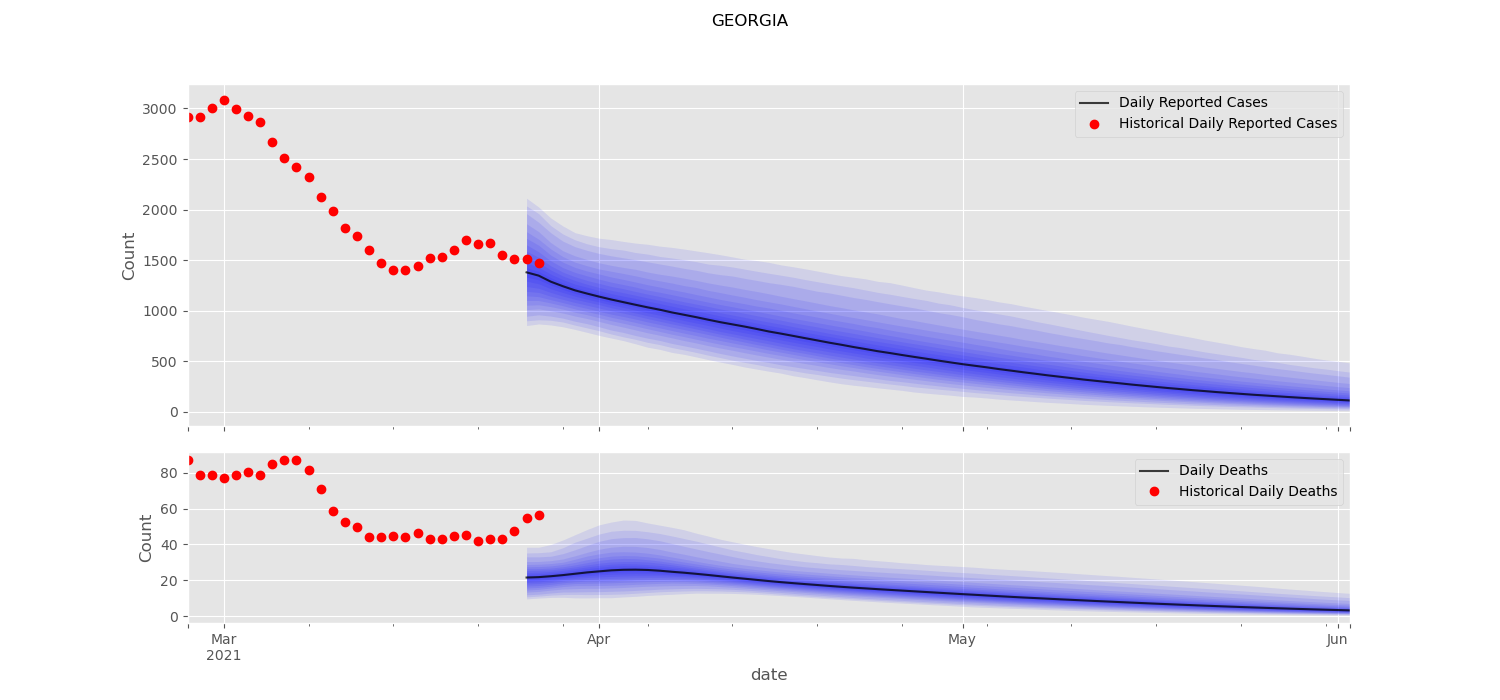 GEORGIA
Daily Reported Cases
Historical Daily Reported Cases
3000
2500
2000
1500
1000
500
0
Count
Daily Deaths
Historical Daily Deaths
80
60
40
20
0
Count
Mar
2021
Apr
May
Jun
date